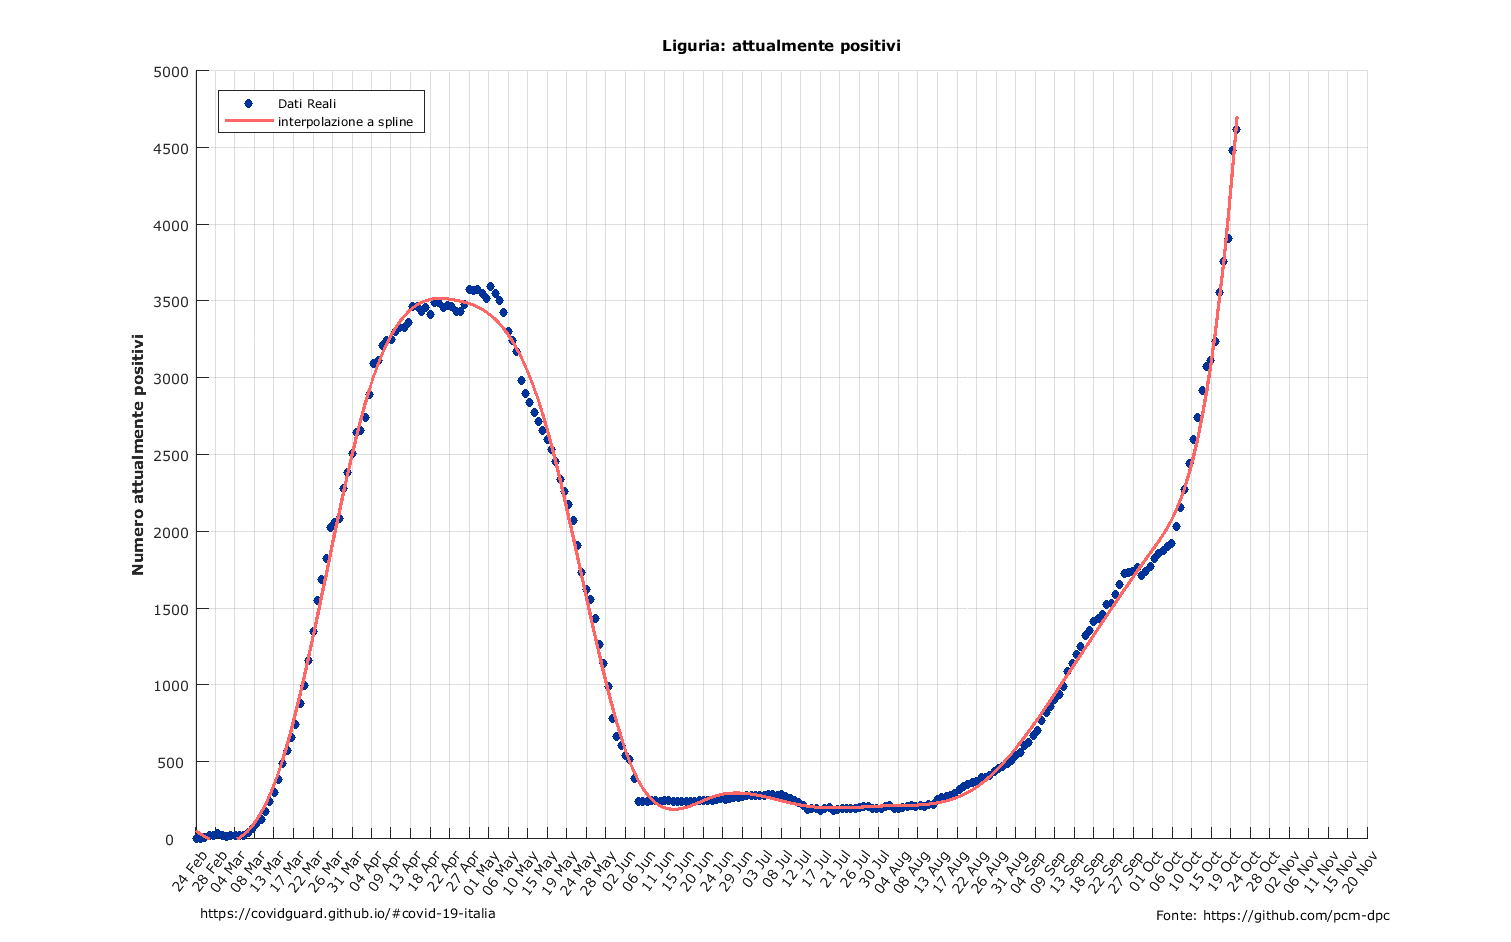 Liguria: attualmente positivi
Dati Reali
interpolazione a spline
Numero attualmente positivi
5000
4500
4000
3500
3000
2500
2000
1500
1000
500
0
24 Feb
28 Feb
04 Mar
08 Mar
13 Mar
17 Mar
22 Mar
26 Mar
31 Mar
04 Apr
09 Apr
13 Apr
18 Apr
22 Apr
27 Apr
01 May
06 May
10 May
15 May
19 May
24 May
28 May
02 Jun
06 Jun
11 Jun
15 Jun
20 Jun
24 Jun
29 Jun
03 Jul
08 Jul
12 Jul
17 Jul
21 Jul
26 Jul
30 Jul
04 Aug
08 Aug
13 Aug
17 Aug
22 Aug
26 Aug
31 Aug
04 Sep
09 Sep
13 Sep
18 Sep
22 Sep
27 Sep
01 Oct
06 Oct
10 Oct
15 Oct
19 Oct
24 Oct
28 Oct
02 Nov
06 Nov
11 Nov
15 Nov
20 Nov
https://covidguard.github.io/#covid-19-italia
Fonte: https://github.com/pcm-dpc